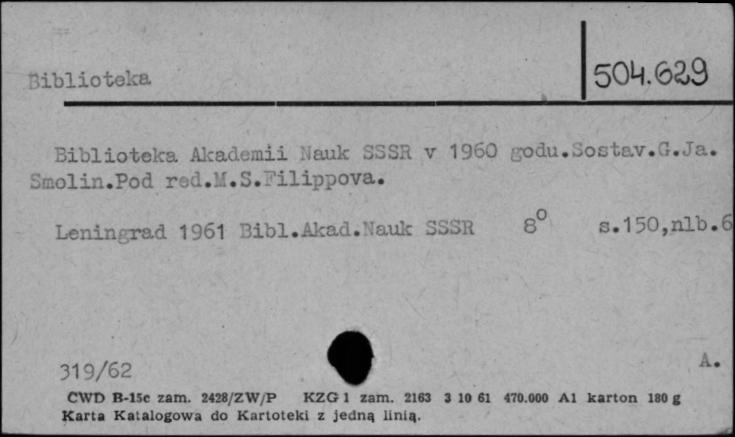 Biblioteka
504.629
Biblioteka Akademii Nauk SSSR v 1960 godu.Sostav.G.Ja.
Smolin.Pod red.M.S.Filippova.
Leningrad 1961 Bibl.Akad.Nauk SSSR 8° s.150,nlb.6
319/62
A.
CWD B-15c zam. 2428/ZW/P KZG 1 zam. 2163 3 10 61 470.000 A1 karton 180 g
Karta Katalogowa do Kartoteki z jedną linią.